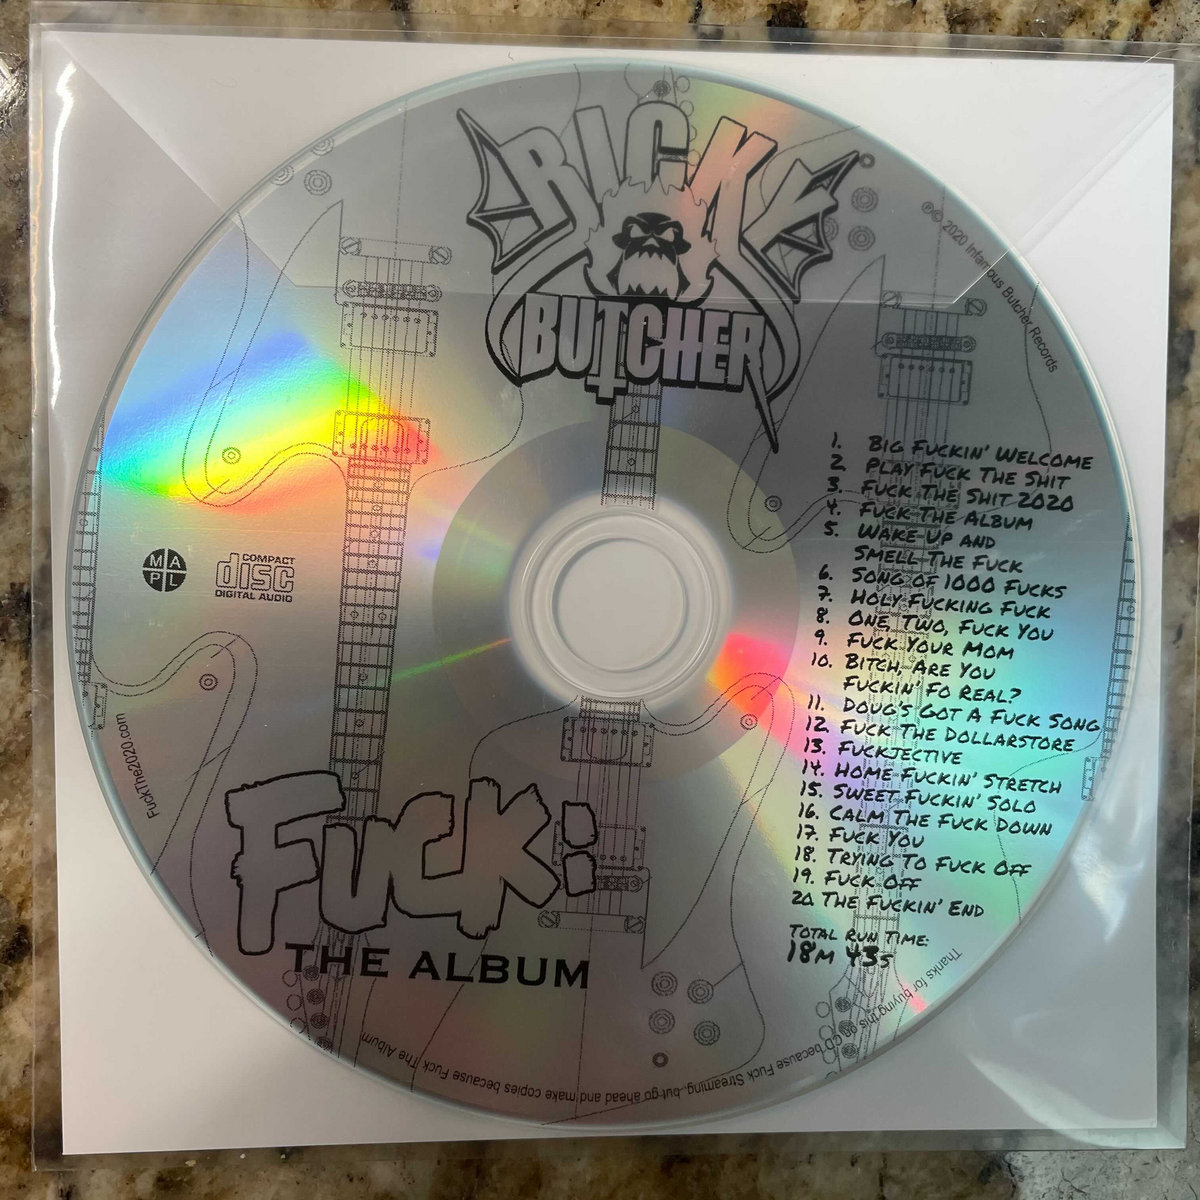 RICKY
BUTCHER
℗© 2020 Infamous Butcher Records
1. BIG FUCKIN' WELCOME
2. PLAY FUCK THE SHIT
3. FUCK THE SHIT 2020
4. FUCK THE ALBUM
5. WAKE UP AND
SMELL THE FUCK
6. SONG OF 1000 FUCKS
7. HOLY FUCKING FUCK
8. ONE, TWO, FUCK YOU
9. FUCK YOUR MOM
10. BITCH, ARE YOU
FUCKIN' FO REAL?
11. DOUG'S GOT A FUCK SONG
12. FUCK THE DOLLARSTORE
13. FUCKJECTIVE
14. HOME FUCKIN' STRETCH
15. SWEET FUCKIN' SOLO
16. CALM THE FUCK DOWN
17. FUCK YOU
18. TRYING TO FUCK OFF
19. FUCK OFF
20. THE FUCKIN' END
TOTAL RUN TIME:
18M 43S
MAPL
COMPACT
disc
DIGITAL AUDIO
FuckThe2020.com
FUCK:
THE ALBUM
Thanks for buying this CD because Fuck Streaming, but go ahead and make copies because Fuck The Album